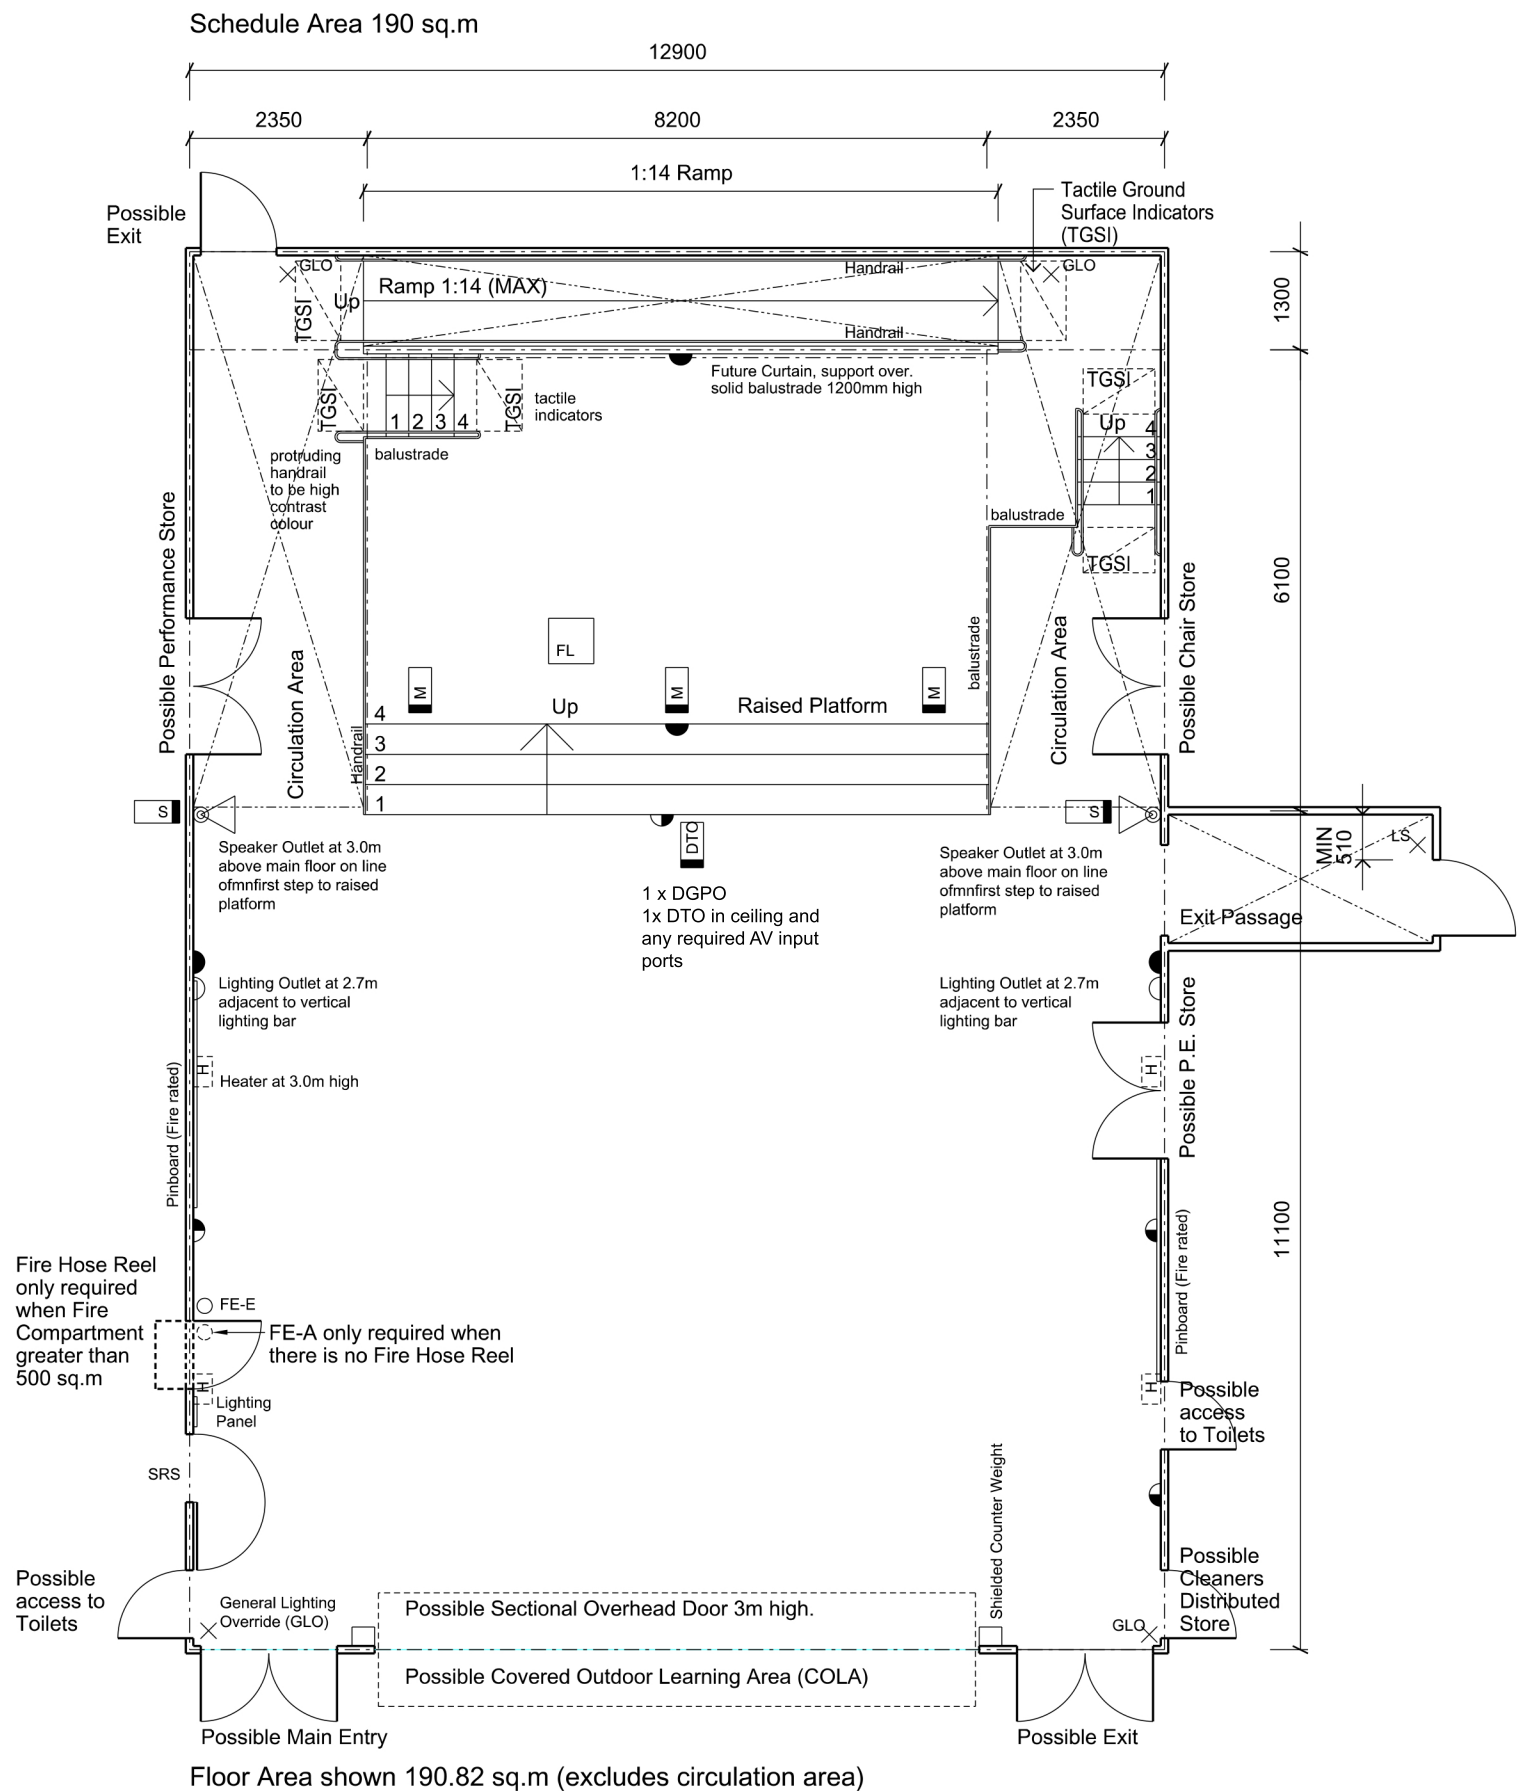 Schedule Area 190 sq.m
12900
2350
8200
2350
1:14 Ramp
Possible
Exit
Tactile Ground
Surface Indicators
(TGSI)
GLO
Handrail
GLO
Ramp 1:14 (MAX)
Up
TGSI
1300
Handrail
Future Curtain, support over.
solid balustrade 1200mm high
TGSI
1 2 3 4
TGSI
tactile
indicators
TGSI
Up
4
3
2
1
balustrade
protruding
handrail
to be high
contrast
colour
balustrade
TGSI
Possible Performance Store
Possible Chair Store
6100
Circulation Area
balustrade
Circulation Area
FL
M
M
M
Up
Raised Platform
4
3
2
1
Handrail
S
S
DTO
MIN
510
LS
Speaker Outlet at 3.0m
above main floor on line
ofmnfirst step to raised
platform
Speaker Outlet at 3.0m
above main floor on line
ofmnfirst step to raised
platform
1 x DGPO
1x DTO in ceiling and
any required AV input
ports
Exit Passage
Lighting Outlet at 2.7m
adjacent to vertical
lighting bar
Lighting Outlet at 2.7m
adjacent to vertical
lighting bar
Possible P.E. Store
H
Heater at 3.0m high
H
Pinboard (Fire rated)
Pinboard (Fire rated)
11100
Fire Hose Reel
only required
when Fire
Compartment
greater than
500 sq.m
FE-E
FE-A only required when
there is no Fire Hose Reel
H
Lighting
Panel
H
Possible
access
to Toilets
SRS
Shielded Counter Weight
Possible
access to
Toilets
General Lighting
Override (GLO)
Possible Sectional Overhead Door 3m high.
GLO
Possible
Cleaners
Distributed
Store
Possible Covered Outdoor Learning Area (COLA)
Possible Main Entry
Possible Exit
Floor Area shown 190.82 sq.m (excludes circulation area)